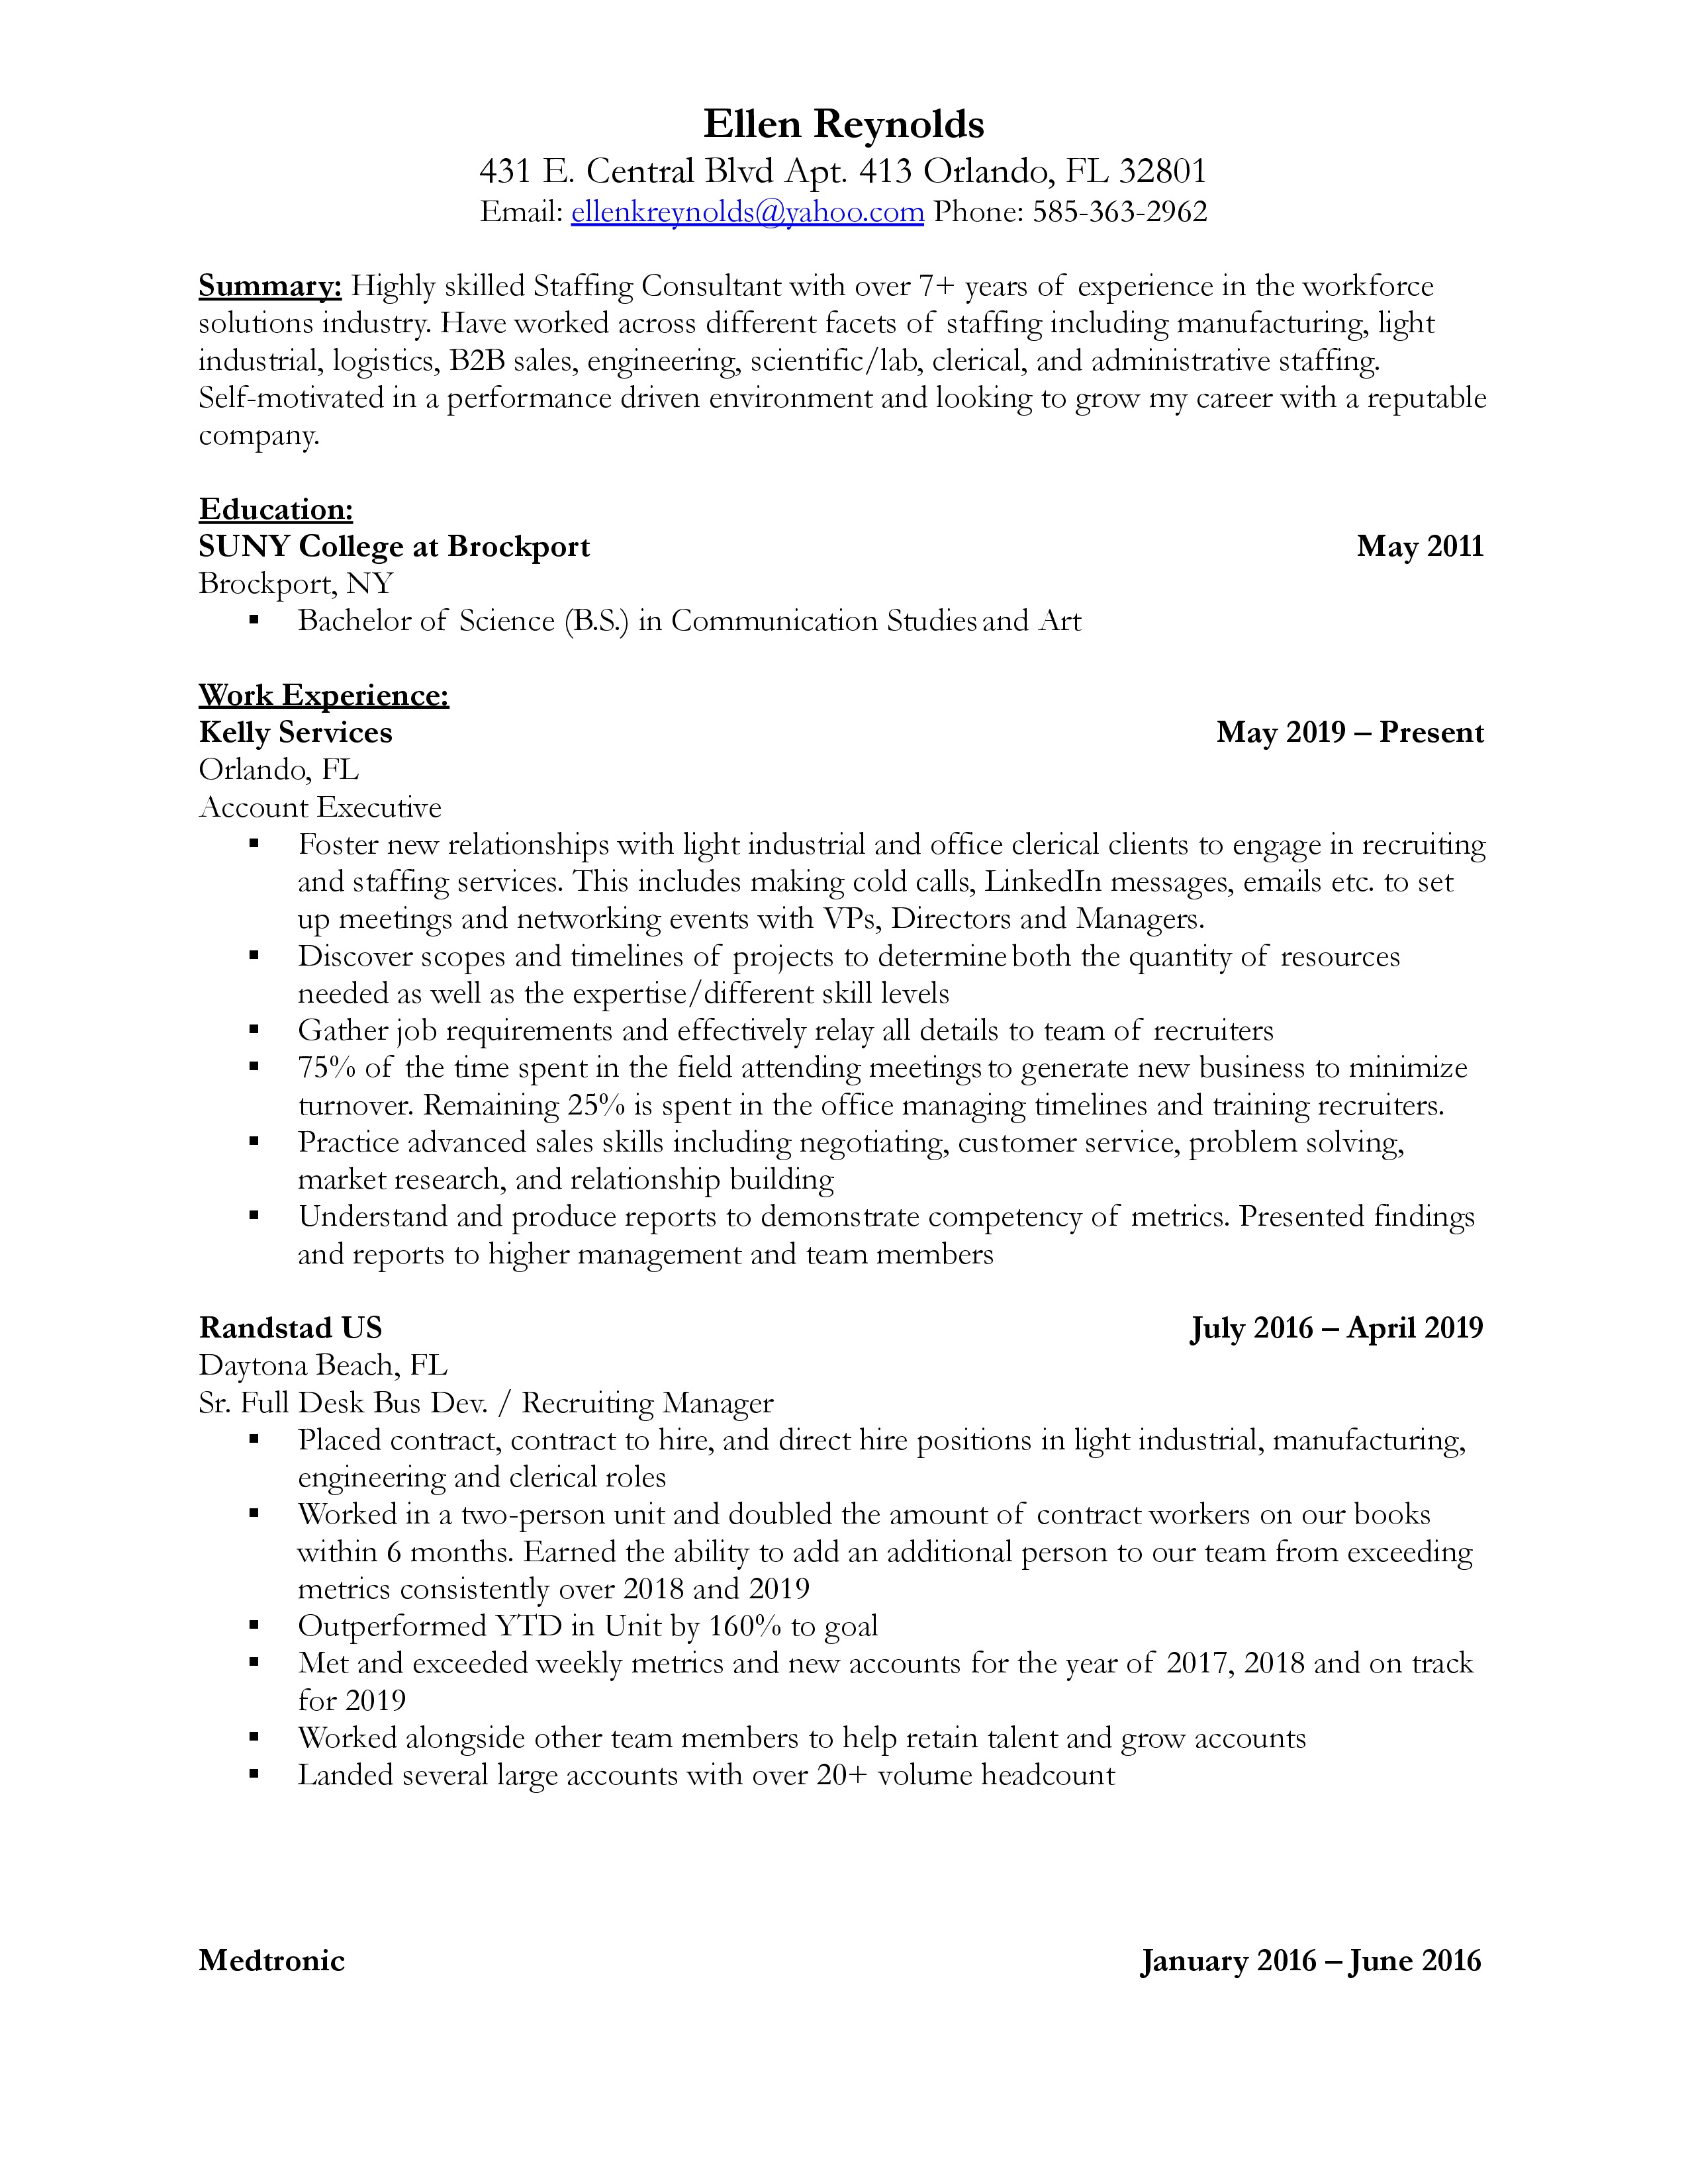 Ellen Reynolds
431 E. Central Blvd Apt. 413 Orlando, FL 32801
Email: ellenkreynolds@yahoo.com Phone: 585-363-2962
Summary: Highly skilled Staffing Consultant with over 7+ years of experience in the workforce
solutions industry. Have worked across different facets of staffing including manufacturing, light
industrial, logistics, B2B sales, engineering, scientific/lab, clerical, and administrative staffing.
Self-motivated in a performance driven environment and looking to grow my career with a reputable
company.
Education:
SUNY College at Brockport May 2011
Brockport, NY
▪ Bachelor of Science (B.S.) in Communication Studies and Art
Work Experience:
Kelly Services May 2019 – Present
Orlando, FL
Account Executive
▪ Foster new relationships with light industrial and office clerical clients to engage in recruiting
and staffing services. This includes making cold calls, LinkedIn messages, emails etc. to set
up meetings and networking events with VPs, Directors and Managers.
▪ Discover scopes and timelines of projects to determine both the quantity of resources
needed as well as the expertise/different skill levels
▪ Gather job requirements and effectively relay all details to team of recruiters
▪ 75% of the time spent in the field attending meetings to generate new business to minimize
turnover. Remaining 25% is spent in the office managing timelines and training recruiters.
▪ Practice advanced sales skills including negotiating, customer service, problem solving,
market research, and relationship building
▪ Understand and produce reports to demonstrate competency of metrics. Presented findings
and reports to higher management and team members
Randstad US July 2016 – April 2019
Daytona Beach, FL
Sr. Full Desk Bus Dev. / Recruiting Manager
▪ Placed contract, contract to hire, and direct hire positions in light industrial, manufacturing,
engineering and clerical roles
▪ Worked in a two-person unit and doubled the amount of contract workers on our books
within 6 months. Earned the ability to add an additional person to our team from exceeding
metrics consistently over 2018 and 2019
▪ Outperformed YTD in Unit by 160% to goal
▪ Met and exceeded weekly metrics and new accounts for the year of 2017, 2018 and on track
for 2019
▪ Worked alongside other team members to help retain talent and grow accounts
▪ Landed several large accounts with over 20+ volume headcount
Medtronic January 2016 – June 2016